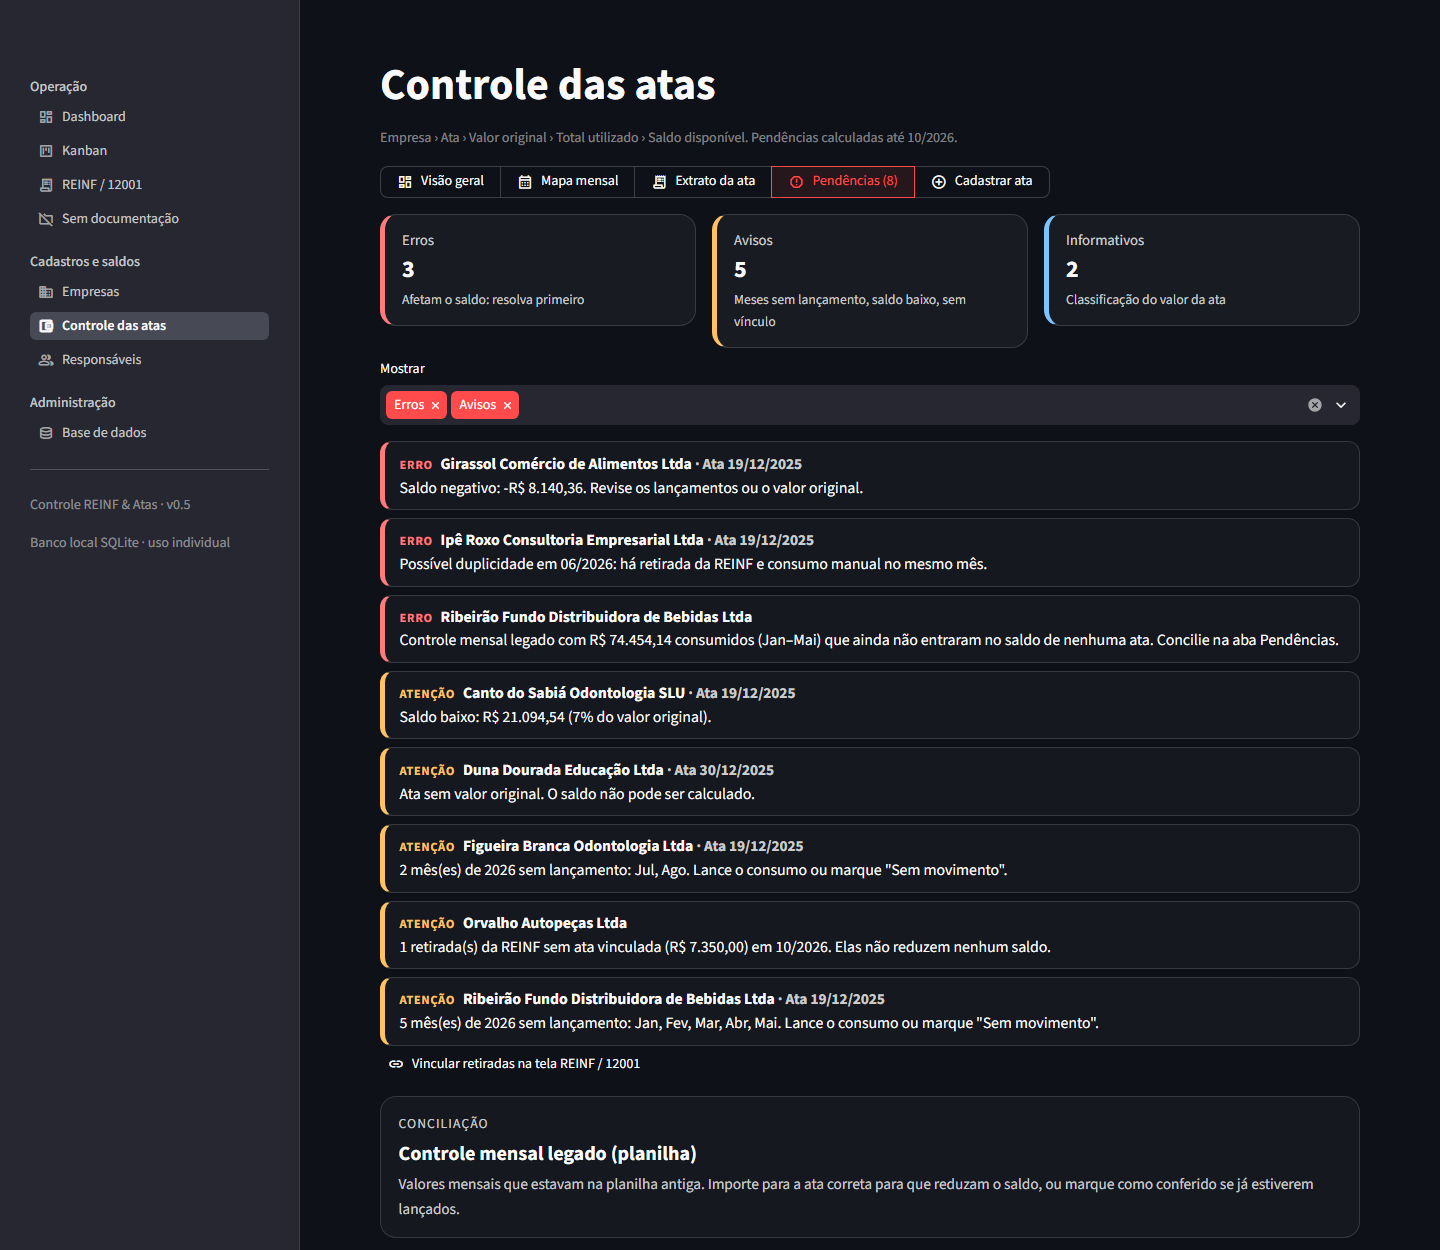 Operação
Dashboard
Kanban
REINF / 12001
Sem documentação
Cadastros e saldos
Empresas
Controle das atas
Responsáveis
Administração
Base de dados
Controle REINF & Atas · v0.5
Banco local SQLite · uso individual
Controle das atas
Empresa › Ata › Valor original › Total utilizado › Saldo disponível. Pendências calculadas até 10/2026.
Visão geral
Mapa mensal
Extrato da ata
Pendências (8)
Cadastrar ata
Erros
3
Afetam o saldo: resolva primeiro
Avisos
5
Meses sem lançamento, saldo baixo, sem
vínculo
Informativos
2
Classificação do valor da ata
Mostrar
Erros ×
Avisos ×
ERRO Girassol Comércio de Alimentos Ltda · Ata 19/12/2025
Saldo negativo: -R$ 8.140,36. Revise os lançamentos ou o valor original.
ERRO Ipê Roxo Consultoria Empresarial Ltda · Ata 19/12/2025
Possível duplicidade em 06/2026: há retirada da REINF e consumo manual no mesmo mês.
ERRO Ribeirão Fundo Distribuidora de Bebidas Ltda
Controle mensal legado com R$ 74.454,14 consumidos (Jan–Mai) que ainda não entraram no saldo de nenhuma ata. Concilie na aba Pendências.
ATENÇÃO Canto do Sabiá Odontologia SLU · Ata 19/12/2025
Saldo baixo: R$ 21.094,54 (7% do valor original).
ATENÇÃO Duna Dourada Educação Ltda · Ata 30/12/2025
Ata sem valor original. O saldo não pode ser calculado.
ATENÇÃO Figueira Branca Odontologia Ltda · Ata 19/12/2025
2 mês(es) de 2026 sem lançamento: Jul, Ago. Lance o consumo ou marque "Sem movimento".
ATENÇÃO Orvalho Autopeças Ltda
1 retirada(s) da REINF sem ata vinculada (R$ 7.350,00) em 10/2026. Elas não reduzem nenhum saldo.
ATENÇÃO Ribeirão Fundo Distribuidora de Bebidas Ltda · Ata 19/12/2025
5 mês(es) de 2026 sem lançamento: Jan, Fev, Mar, Abr, Mai. Lance o consumo ou marque "Sem movimento".
Vincular retiradas na tela REINF / 12001
CONCILIAÇÃO
Controle mensal legado (planilha)
Valores mensais que estavam na planilha antiga. Importe para a ata correta para que reduzam o saldo, ou marque como conferido se já estiverem
lançados.